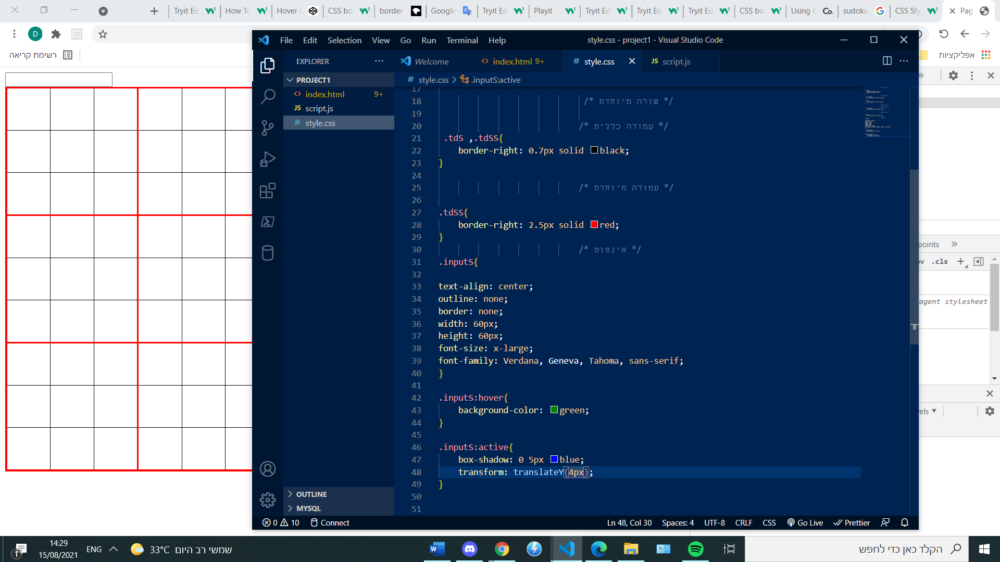 Tryit Ed
How To
Hover
CSS bo
border-
Google
Tryit Ed
Playit
Tryit Ed
Tryit Ed
Tryit Ed
CSS bo
Using
Co.
sudoku
CSS Sty
Pag
D
רשימת קריאה
אפליקציות
File Edit Selection View Go Run Terminal Help
style.css - project1 - Visual Studio Code
EXPLORER
PROJECT1
index.html 9+
JS script.js
# style.css
OUTLINE
MYSQL
Welcome
index.html 9+
# style.css
JS script.js
# style.css > .inputS:active
17
18 /* שורה מיוחדת */
19
20 /* עמודה כללית */
21 .tdS ,.tdSS{
22 border-right: 0.7px solid black;
23 }
24
25 /* עמודה מיוחדת */
26
27 .tdSS{
28 border-right: 2.5px solid red;
29 }
30 /* אינפוט */
31 .inputS{
32
33 text-align: center;
34 outline: none;
35 border: none;
36 width: 60px;
37 height: 60px;
38 font-size: x-large;
39 font-family: Verdana, Geneva, Tahoma, sans-serif;
40 }
41
42 .inputS:hover{
43 background-color: green;
44 }
45
46 .inputS:active{
47 box-shadow: 0 5px blue;
48 transform: translateY(4px);
49 }
50
51
points
.cls
agent stylesheet
0 10 Connect
Ln 48, Col 30 Spaces: 4 UTF-8 CRLF CSS Go Live Prettier
1
14:29
15/08/2021
ENG
33°C שמשי רב היום
הקלד כאן כדי לחפש